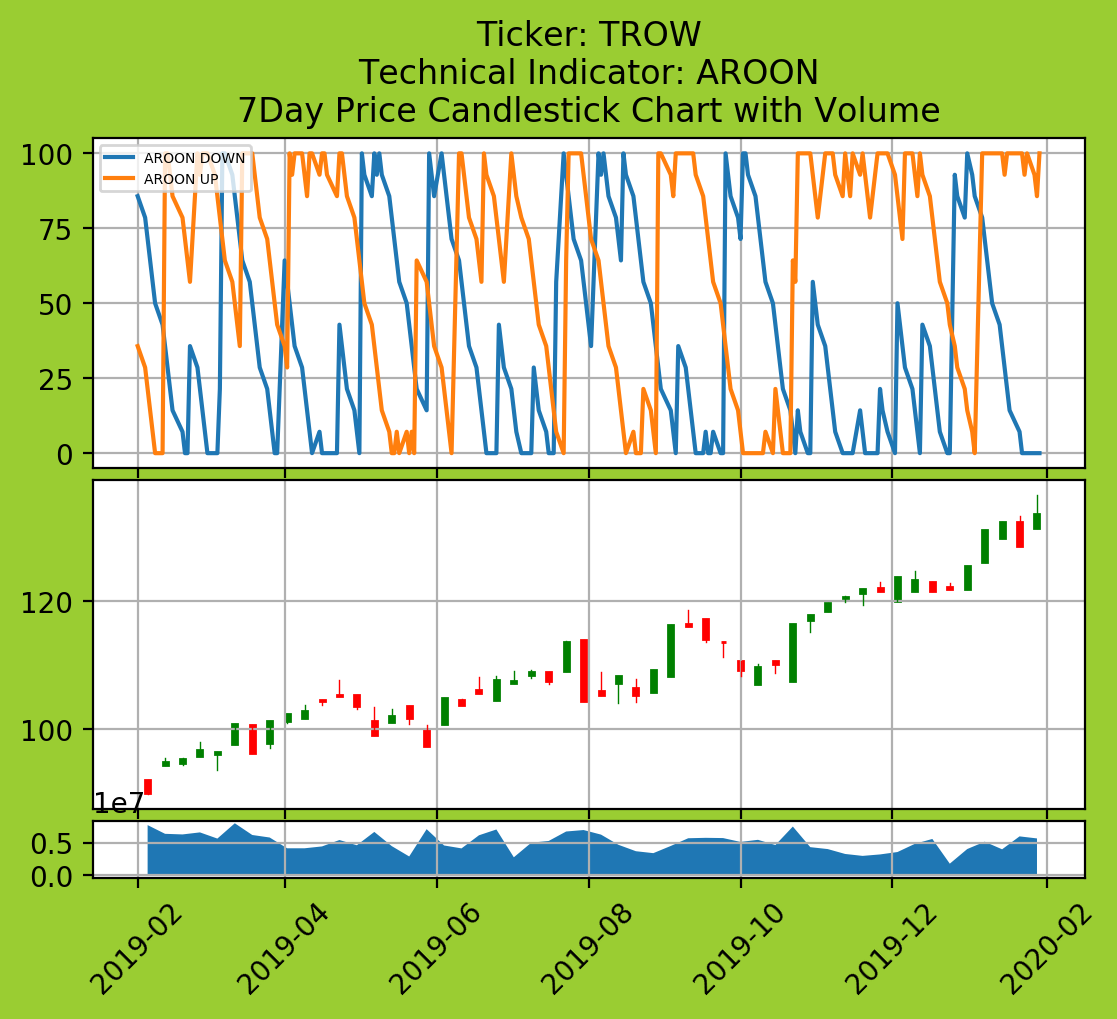 Ticker: TROW
Technical Indicator: AROON
7Day Price Candlestick Chart with Volume
100
75
50
25
0
AROON DOWN
AROON UP
120
100
1e7
0.5
0.0
2019-02
2019-04
2019-06
2019-08
2019-10
2019-12
2020-02